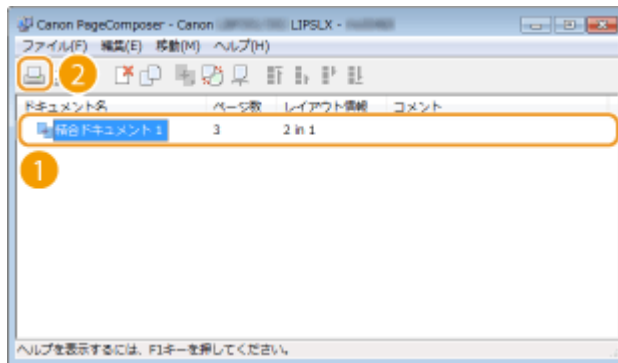 Canon PageComposer - Canon LIPSLX -
ファイル(F) 編集(E) 移動(M) ヘルプ(H)
2
ドキュメント名 ページ数 レイアウト情報 コメント
結合ドキュメント 1 3 2 in 1
1
ヘルプを表示するには、F1キーを押してください。